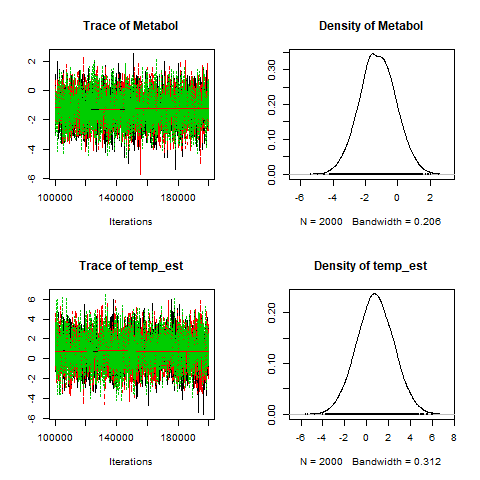 Trace of Metabol
2
0
-2
-4
-6
100000 140000 180000
Iterations
Density of Metabol
0.30
0.20
0.10
0.00
-6 -4 -2 0 2
N = 2000 Bandwidth = 0.206
Trace of temp_est
6
4
2
0
-2
-4
-6
100000 140000 180000
Iterations
Density of temp_est
0.20
0.10
0.00
-6 -4 -2 0 2 4 6 8
N = 2000 Bandwidth = 0.312